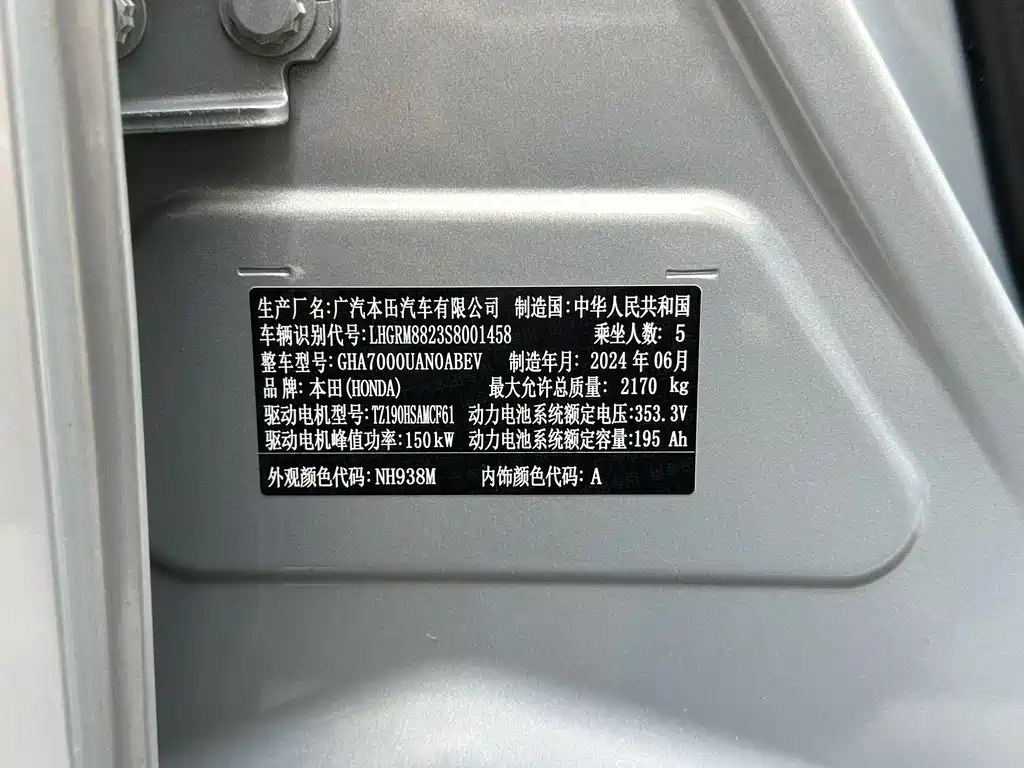 生产厂名:广汽本田汽车有限公司 制造国:中华人民共和国
车辆识别代号:LHGRM8823S8001458 乘坐人数: 5
整车型号:GHA7000UAN0ABEV 制造年月: 2024 年 06月
品 牌: 本田(HONDA) 最大允许总质量: 2170 kg
驱动电机型号:TZ190HSAMCF61 动力电池系统额定电压:353.3V
驱动电机峰值功率:150kW 动力电池系统额定容量:195 Ah
外观颜色代码: NH938M 内饰颜色代码: A